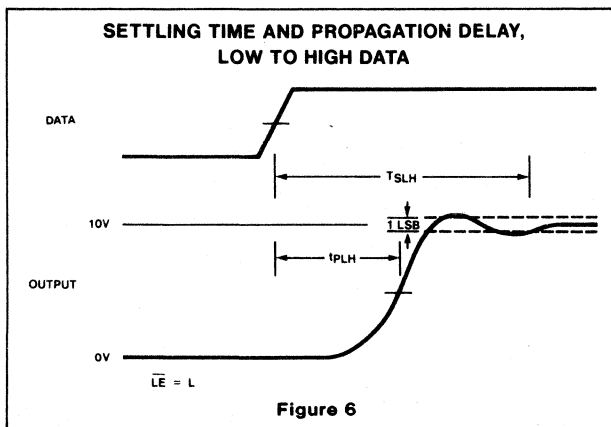 SETTLING TIME AND PROPAGATION DELAY,
LOW TO HIGH DATA
DATA
TSLH
10V
1 LSB
tPLH
OUTPUT
0V
L̅E̅ = L
Figure 6